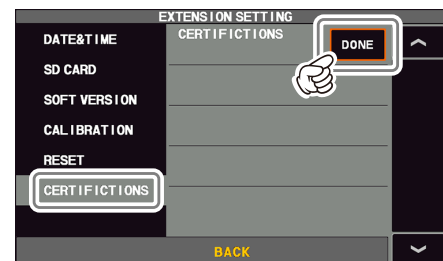 EXTENSION SETTING
DATE&TIME
SD CARD
SOFT VERSION
CALIBRATION
RESET
CERTIFICTIONS
CERTIFICTIONS
DONE
BACK